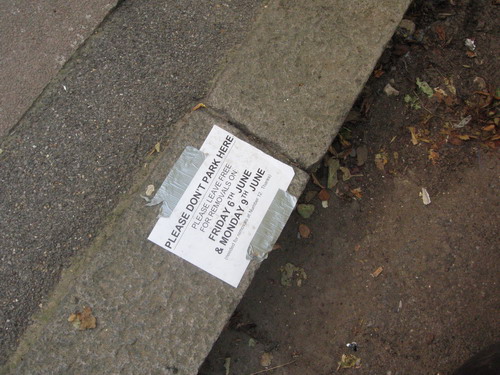 PLEASE DON'T PARK HERE
PLEASE LEAVE FREE
FOR REMOVALS ON:
FRIDAY 6TH JUNE
& MONDAY 9TH JUNE